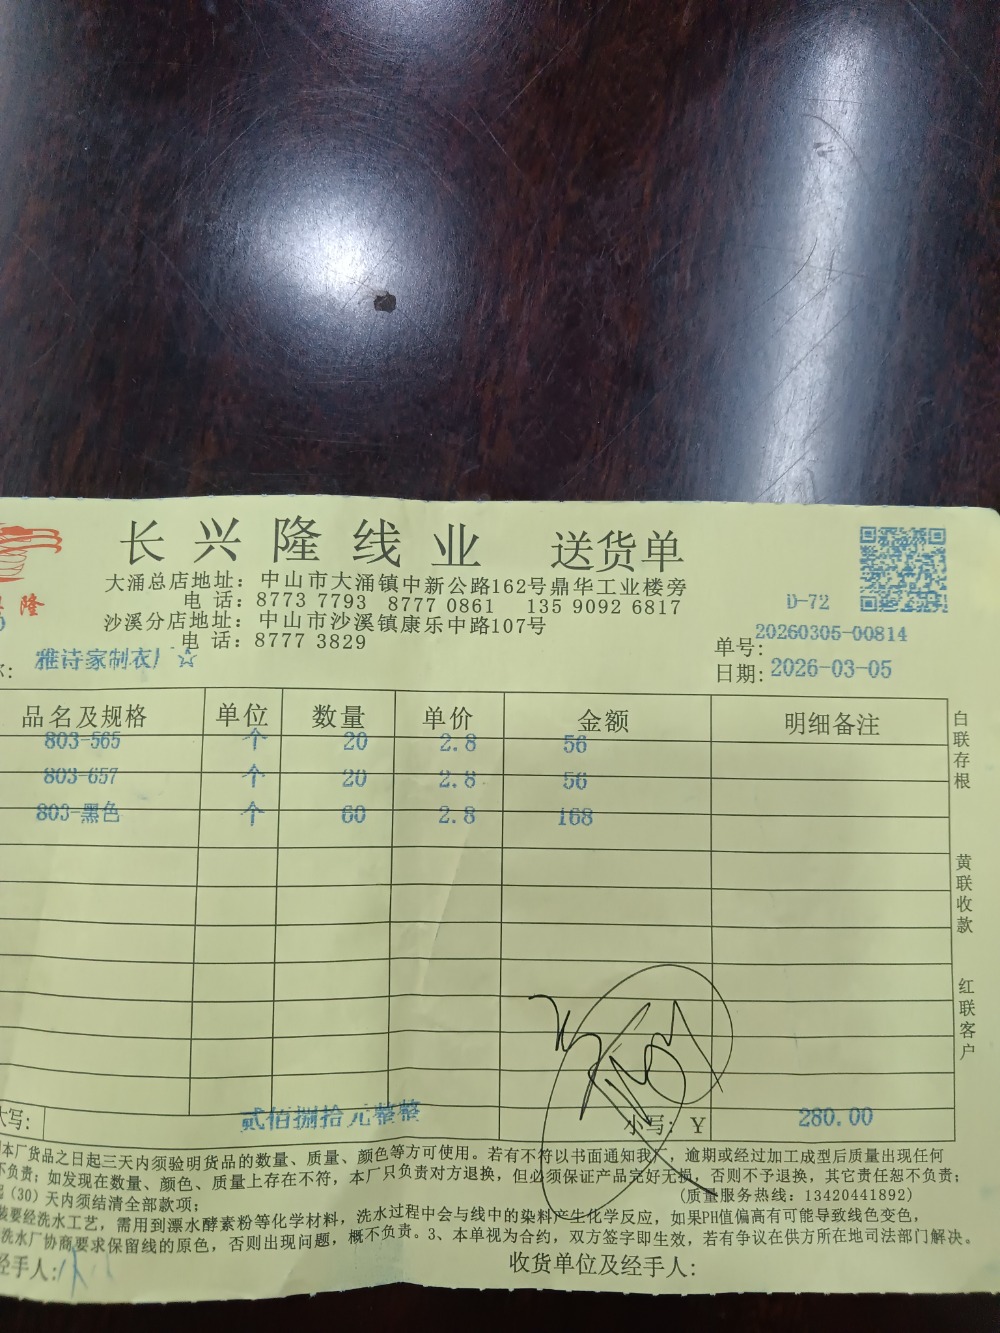 长兴隆线业 送货单
隆
大涌总店地址：中山市大涌镇中新公路162号鼎华工业楼旁
电 话：8773 7793 8777 0861 135 9092 6817
沙溪分店地址：中山市沙溪镇康乐中路107号
电 话：8777 3829
D-72
单号：20260305-00814
日期：2026-03-05
雅诗家制衣厂☆
品名及规格 单位 数量 单价 金额 明细备注
803-565 个 20 2.8 56
803-657 个 20 2.8 56
803-黑色 个 60 2.8 168
白联存根
黄联收款
红联客户
大写: 贰佰捌拾元整整 小写: ￥ 280.00
本厂货品之日起三天内须验明货品的数量、质量、颜色等方可使用。若有不符以书面通知我厂，逾期或经过加工成型后质量出现任何
不负责；如发现在数量、颜色、质量上存在不符，本厂只负责对方退换，但必须保证产品完好无损，否则不予退换，其它责任恕不负责；
(30)天内须结清全部款项； (质量服务热线：13420441892)
装要经洗水工艺，需用到漂水酵素粉等化学材料，洗水过程中会与线中的染料产生化学反应，如果PH值偏高有可能导致线色变色，
洗水厂协商要求保留线的原色，否则出现问题，概不负责。3、本单视为合约，双方签字即生效，若有争议在供方所在地司法部门解决。
经手人: 收货单位及经手人: